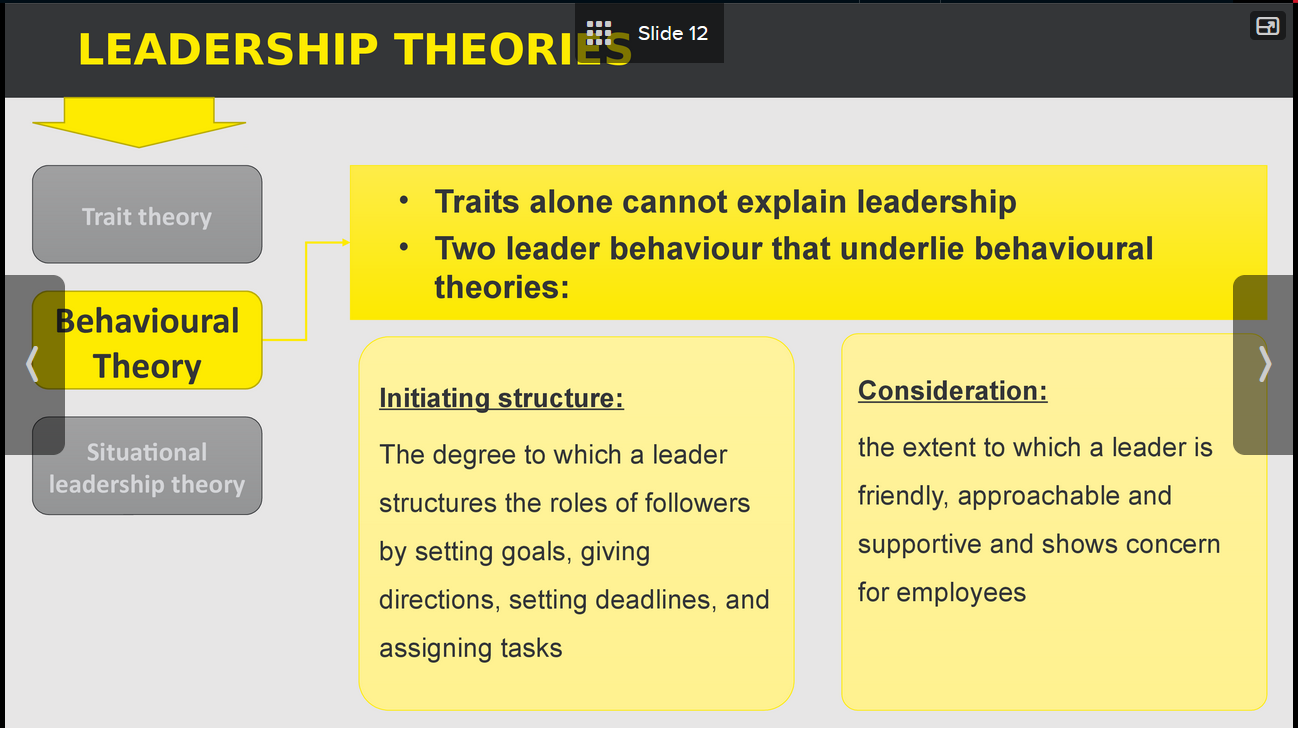 LEADERSHIP THEORIES
Slide 12
Trait theory
Behavioural
Theory
Situational
leadership theory
• Traits alone cannot explain leadership
• Two leader behaviour that underlie behavioural
theories:
Initiating structure:
The degree to which a leader
structures the roles of followers
by setting goals, giving
directions, setting deadlines, and
assigning tasks
Consideration:
the extent to which a leader is
friendly, approachable and
supportive and shows concern
for employees